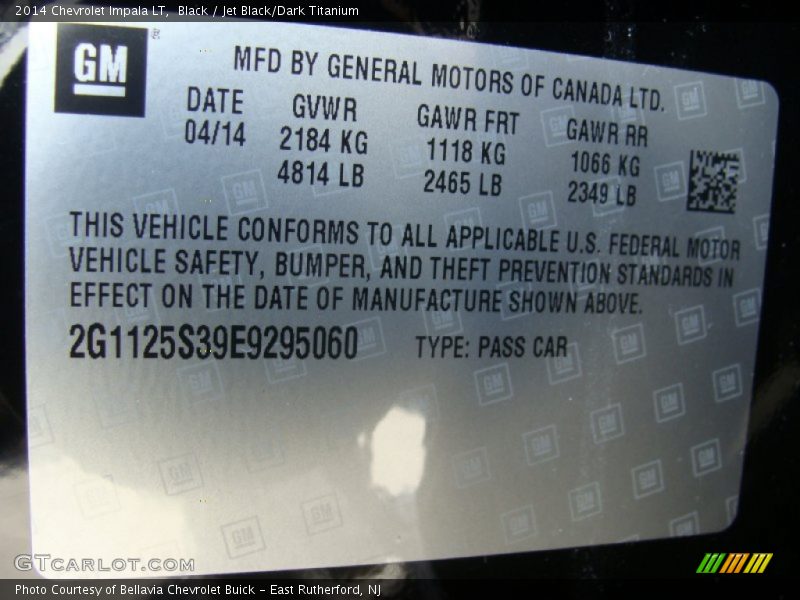 2014 Chevrolet Impala LT, Black / Jet Black/Dark Titanium
GM ®
MFD BY GENERAL MOTORS OF CANADA LTD.
DATE GVWR GAWR FRT GAWR RR
04/14 2184 KG 1118 KG 1066 KG
4814 LB 2465 LB 2349 LB
THIS VEHICLE CONFORMS TO ALL APPLICABLE U.S. FEDERAL MOTOR
VEHICLE SAFETY, BUMPER, AND THEFT PREVENTION STANDARDS IN
EFFECT ON THE DATE OF MANUFACTURE SHOWN ABOVE.
2G1125S39E9295060 TYPE: PASS CAR
GTcarlot.com
Photo Courtesy of Bellavia Chevrolet Buick – East Rutherford, NJ